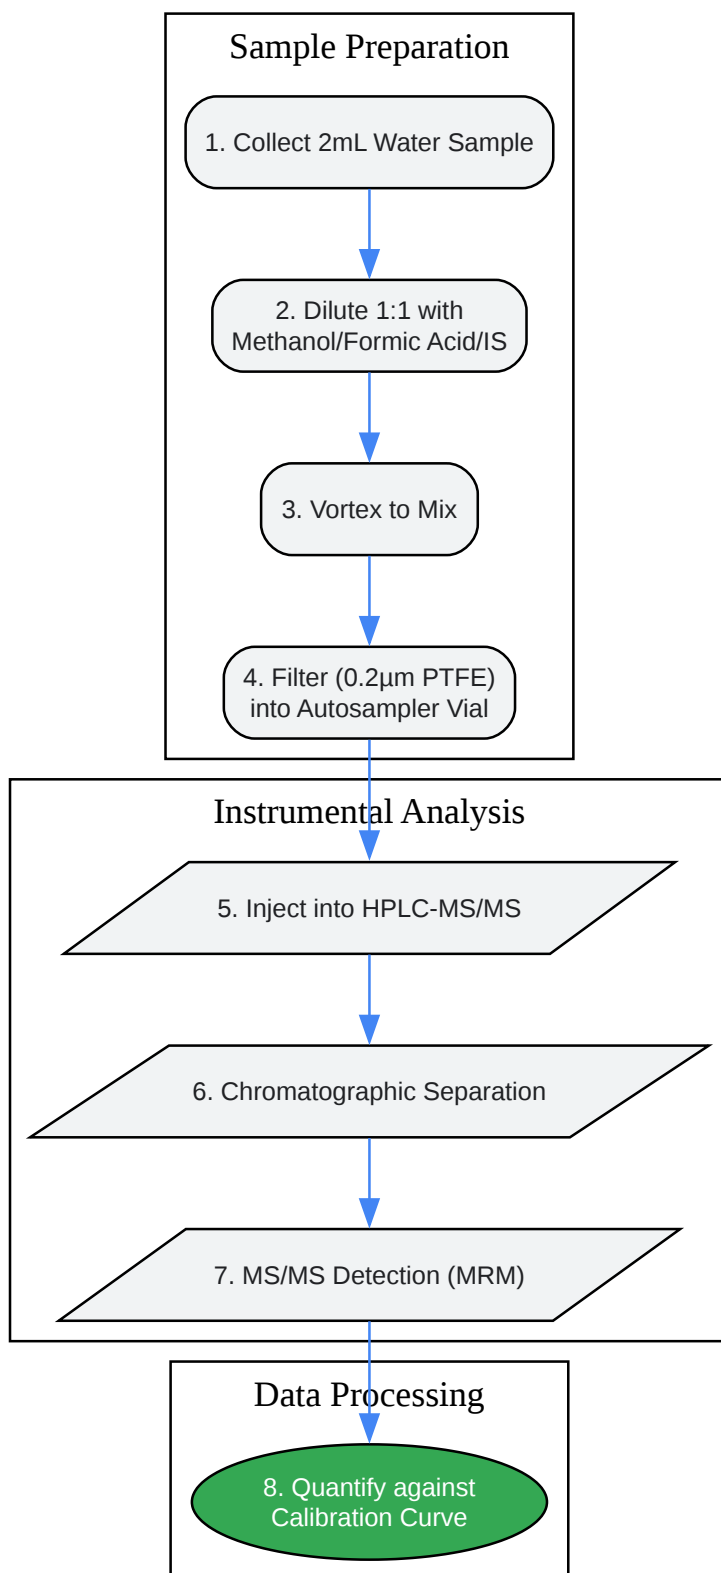 Sample Preparation
1. Collect 2mL Water Sample
2. Dilute 1:1 with
Methanol/Formic Acid/IS
3. Vortex to Mix
4. Filter (0.2µm PTFE)
into Autosampler Vial
Instrumental Analysis
5. Inject into HPLC-MS/MS
6. Chromatographic Separation
7. MS/MS Detection (MRM)
Data Processing
8. Quantify against
Calibration Curve